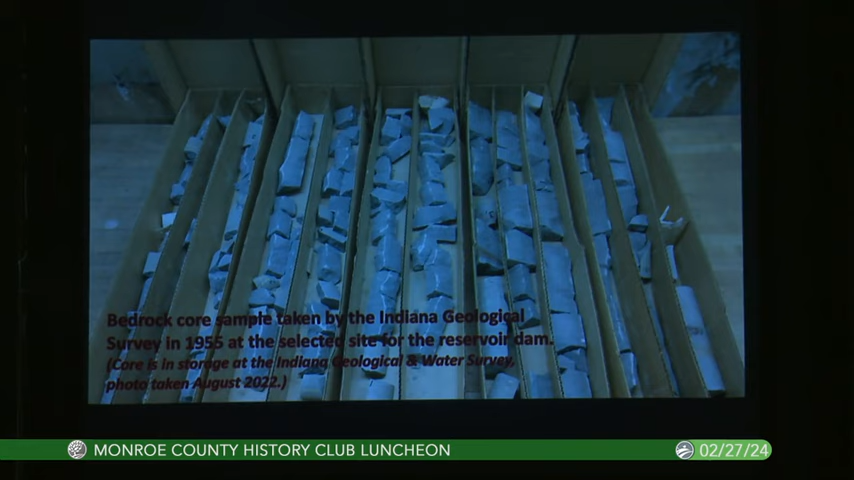 Bedrock core sample taken by the Indiana Geological
Survey in 1955 at the selected site for the reservoir dam.
(Core is in storage at the Indiana Geological & Water Survey,
photo taken August 2022.)
MONROE COUNTY HISTORY CLUB LUNCHEON
02/27/24